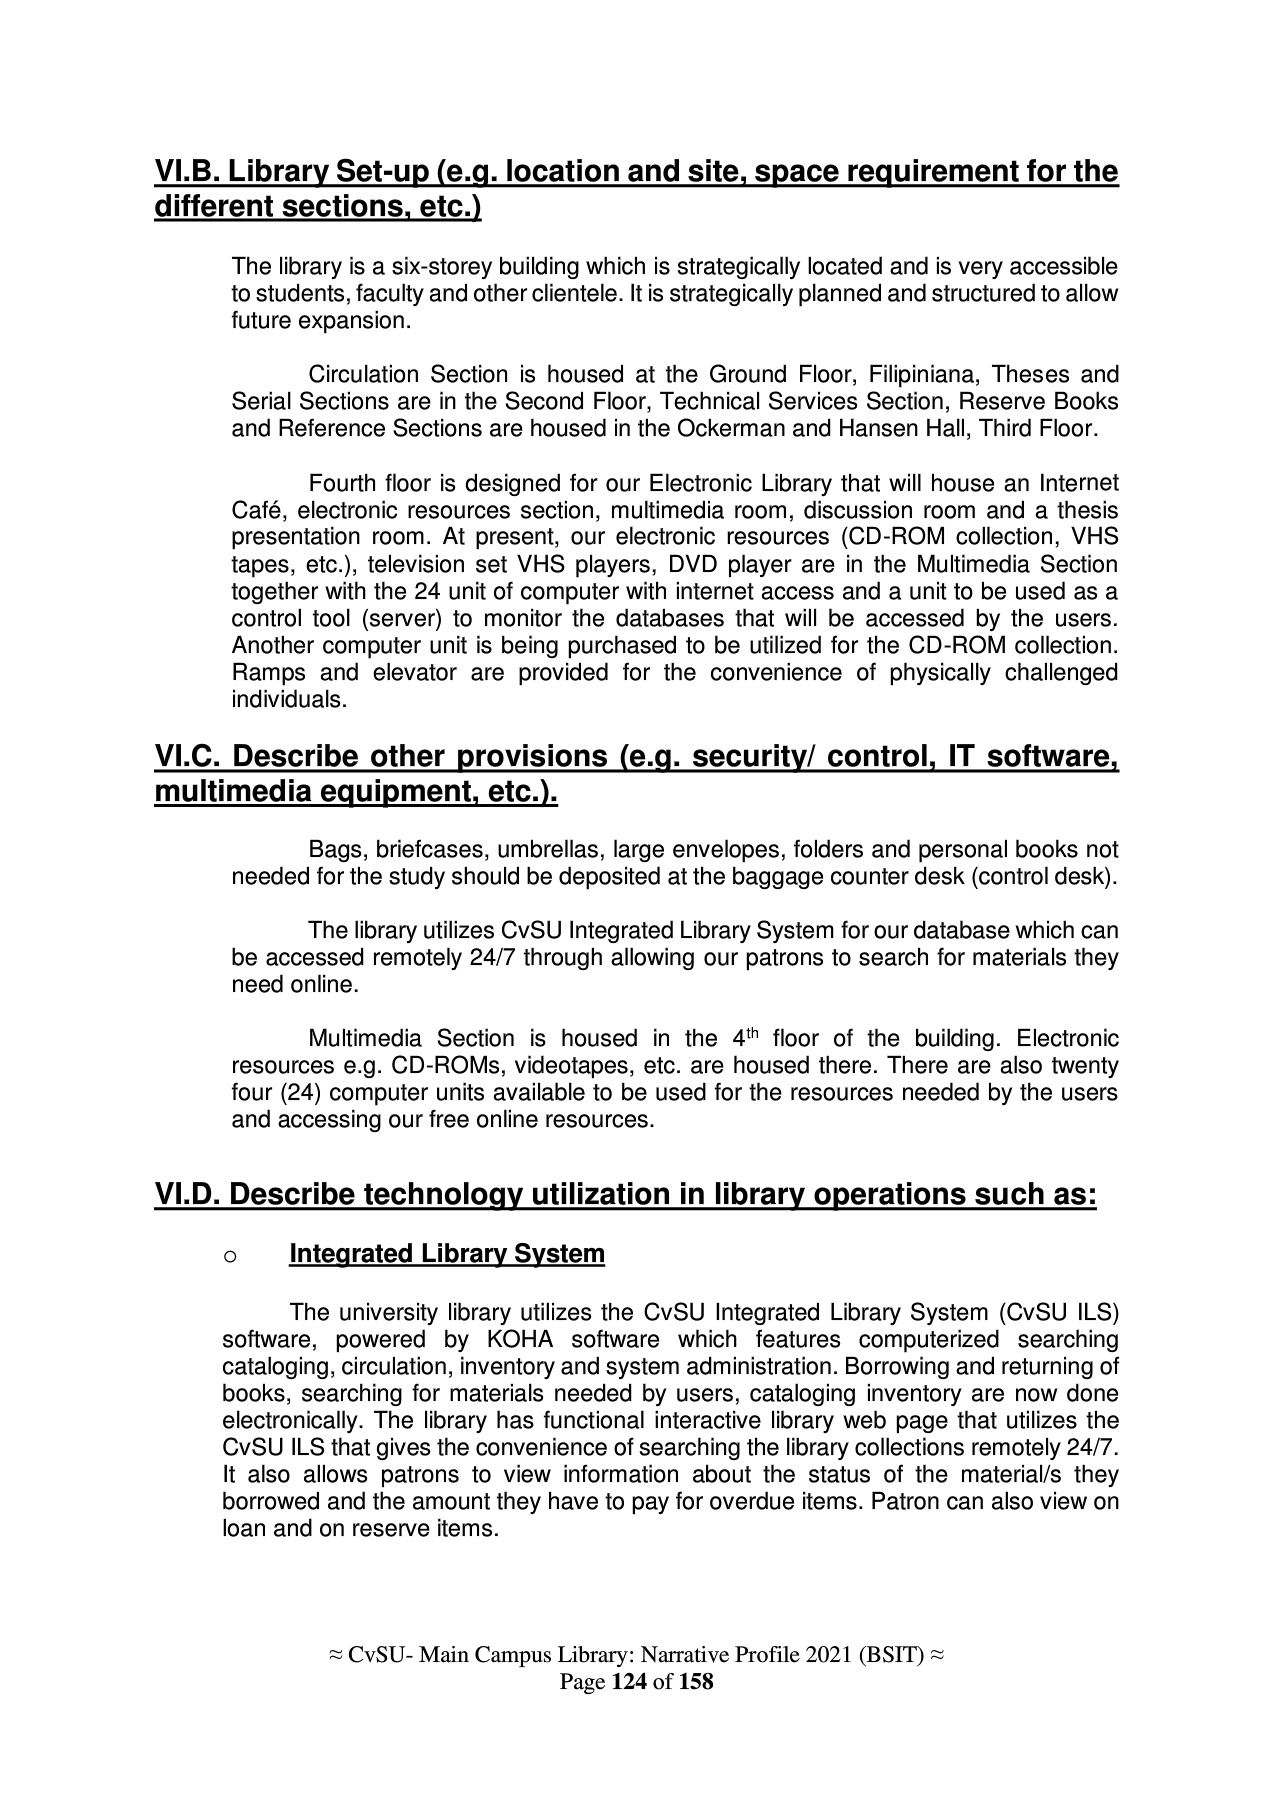 VI.B. Library Set-up (e.g. location and site, space requirement for the
different sections, etc.)
The library is a six-storey building which is strategically located and is very accessible
to students, faculty and other clientele. It is strategically planned and structured to allow
future expansion.
Circulation Section is housed at the Ground Floor, Filipiniana, Theses and
Serial Sections are in the Second Floor, Technical Services Section, Reserve Books
and Reference Sections are housed in the Ockerman and Hansen Hall, Third Floor.
Fourth floor is designed for our Electronic Library that will house an Internet
Café, electronic resources section, multimedia room, discussion room and a thesis
presentation room. At present, our electronic resources (CD-ROM collection, VHS
tapes, etc.), television set VHS players, DVD player are in the Multimedia Section
together with the 24 unit of computer with internet access and a unit to be used as a
control tool (server) to monitor the databases that will be accessed by the users.
Another computer unit is being purchased to be utilized for the CD-ROM collection.
Ramps and elevator are provided for the convenience of physically challenged
individuals.
VI.C. Describe other provisions (e.g. security/ control, IT software,
multimedia equipment, etc.).
Bags, briefcases, umbrellas, large envelopes, folders and personal books not
needed for the study should be deposited at the baggage counter desk (control desk).
The library utilizes CvSU Integrated Library System for our database which can
be accessed remotely 24/7 through allowing our patrons to search for materials they
need online.
Multimedia Section is housed in the 4th floor of the building. Electronic
resources e.g. CD-ROMs, videotapes, etc. are housed there. There are also twenty
four (24) computer units available to be used for the resources needed by the users
and accessing our free online resources.
VI.D. Describe technology utilization in library operations such as:
o Integrated Library System
The university library utilizes the CvSU Integrated Library System (CvSU ILS)
software, powered by KOHA software which features computerized searching
cataloging, circulation, inventory and system administration. Borrowing and returning of
books, searching for materials needed by users, cataloging inventory are now done
electronically. The library has functional interactive library web page that utilizes the
CvSU ILS that gives the convenience of searching the library collections remotely 24/7.
It also allows patrons to view information about the status of the material/s they
borrowed and the amount they have to pay for overdue items. Patron can also view on
loan and on reserve items.
≈ CvSU- Main Campus Library: Narrative Profile 2021 (BSIT) ≈
Page 124 of 158